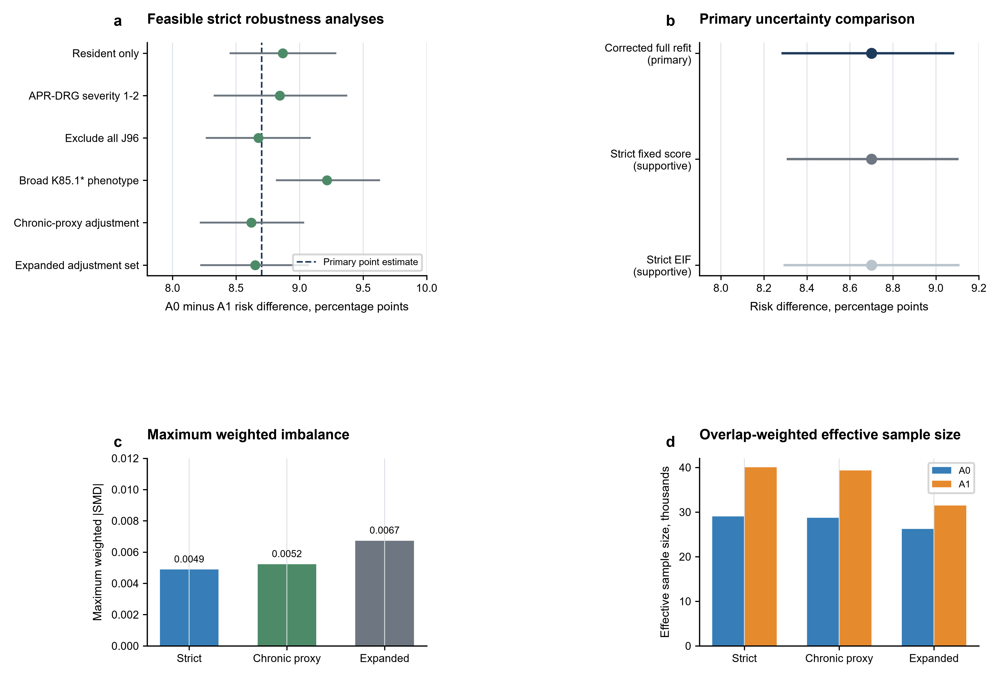 a
Feasible strict robustness analyses
Resident only
APR-DRG severity 1-2
Exclude all J96
Broad K85.1* phenotype
Chronic-proxy adjustment
Expanded adjustment set
Primary point estimate
8.0 8.5 9.0 9.5 10.0
A0 minus A1 risk difference, percentage points
b
Primary uncertainty comparison
Corrected full refit
(primary)
Strict fixed score
(supportive)
Strict EIF
(supportive)
8.0 8.2 8.4 8.6 8.8 9.0 9.2
Risk difference, percentage points
c
Maximum weighted imbalance
Maximum weighted |SMD|
0.012
0.010
0.008
0.006
0.004
0.002
0.000
0.0049
0.0052
0.0067
Strict Chronic proxy Expanded
d
Overlap-weighted effective sample size
Effective sample size, thousands
40
30
20
10
0
A0
A1
Strict Chronic proxy Expanded